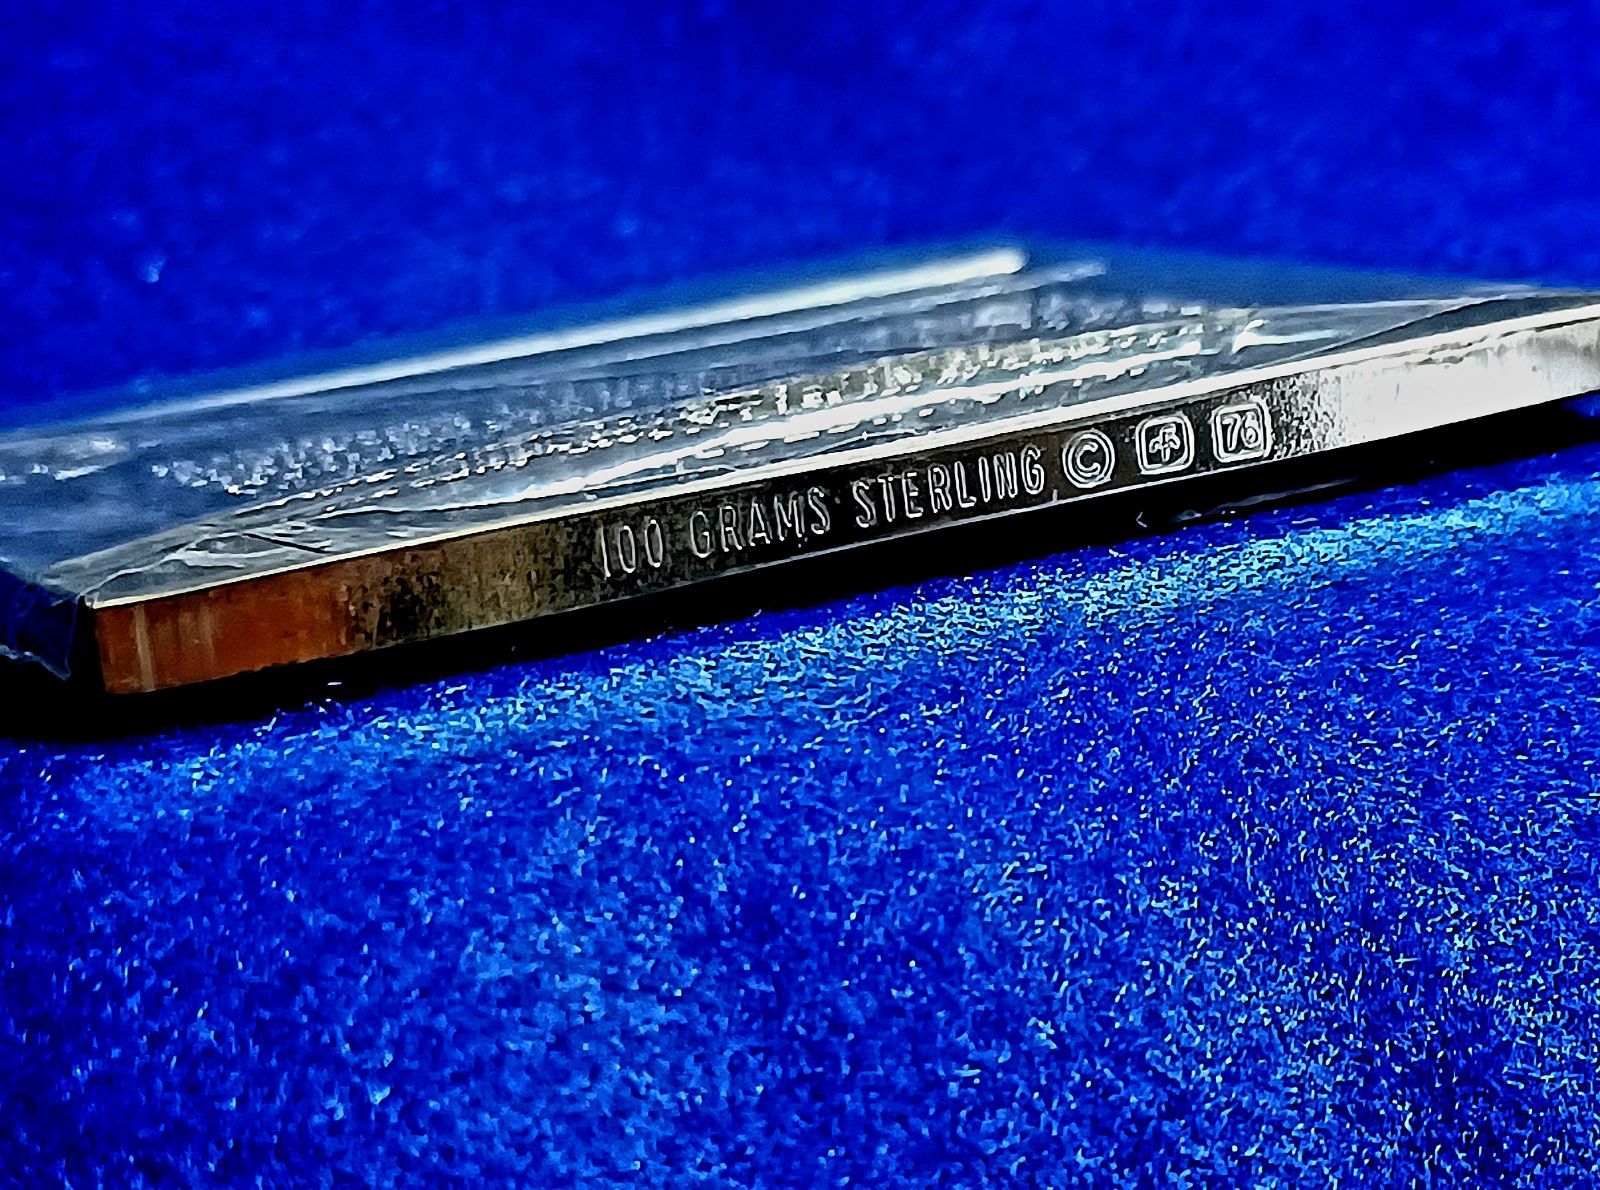 100 GRAMS STERLING © 76